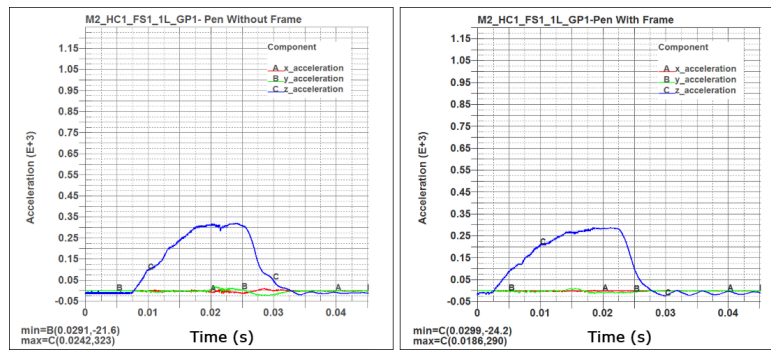 M2_HC1_FS1_1L_GP1- Pen Without Frame
1.15
1.05
0.95
0.85
0.75
0.65
0.55
0.45
0.35
0.25
0.15
0.05
-0.05
Acceleration (E+3)
Component
A x_acceleration
B y_acceleration
C z_acceleration
C
B
A
B
C
A
0
0.01
0.02
0.03
0.04
min=B(0.0291,-21.6)
max=C(0.0242,323)
Time (s)
M2_HC1_FS1_1L_GP1-Pen With Frame
1.15
1.05
0.95
0.85
0.75
0.65
0.55
0.45
0.35
0.25
0.15
0.05
-0.05
Acceleration (E+3)
Component
A x_acceleration
B y_acceleration
C z_acceleration
C
B
A
B
C
A
0
0.01
0.02
0.03
0.04
min=C(0.0299,-24.2)
max=C(0.0186,290)
Time (s)